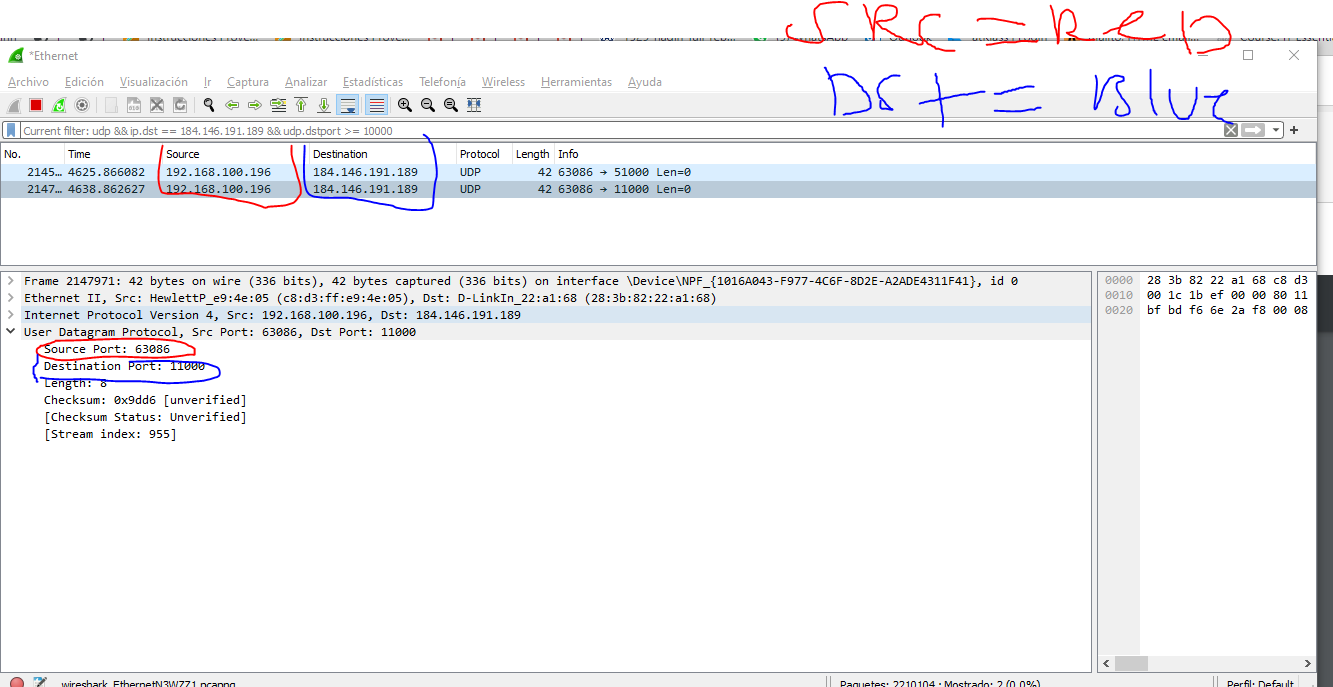 SRC = ReD
DSt = Blue
*Ethernet
Archivo Edición Visualización Ir Captura Analizar Estadísticas Telefonía Wireless Herramientas Ayuda
Current filter: udp && ip.dst == 184.146.191.189 && udp.dstport >= 10000
No. Time Source Destination Protocol Length Info
2145… 4625.866082 192.168.100.196 184.146.191.189 UDP 42 63086 → 51000 Len=0
2147… 4638.862627 192.168.100.196 184.146.191.189 UDP 42 63086 → 11000 Len=0
Frame 2147971: 42 bytes on wire (336 bits), 42 bytes captured (336 bits) on interface \Device\NPF_{1016A043-F977-4C6F-8D2E-A2ADE4311F41}, id 0
Ethernet II, Src: HewlettP_e9:4e:05 (c8:d3:ff:e9:4e:05), Dst: D-LinkIn_22:a1:68 (28:3b:82:22:a1:68)
Internet Protocol Version 4, Src: 192.168.100.196, Dst: 184.146.191.189
User Datagram Protocol, Src Port: 63086, Dst Port: 11000
Source Port: 63086
Destination Port: 11000
Length: 8
Checksum: 0x9dd6 [unverified]
[Checksum Status: Unverified]
[Stream index: 955]
0000 28 3b 82 22 a1 68 c8 d3
0010 00 1c 1b ef 00 00 80 11
0020 bf bd f6 6e 2a f8 00 08
wireshark_EthernetN3WZZ1.pcapng
Paquetes: 2210104 · Mostrado: 2 (0.0%)
Perfil: Default